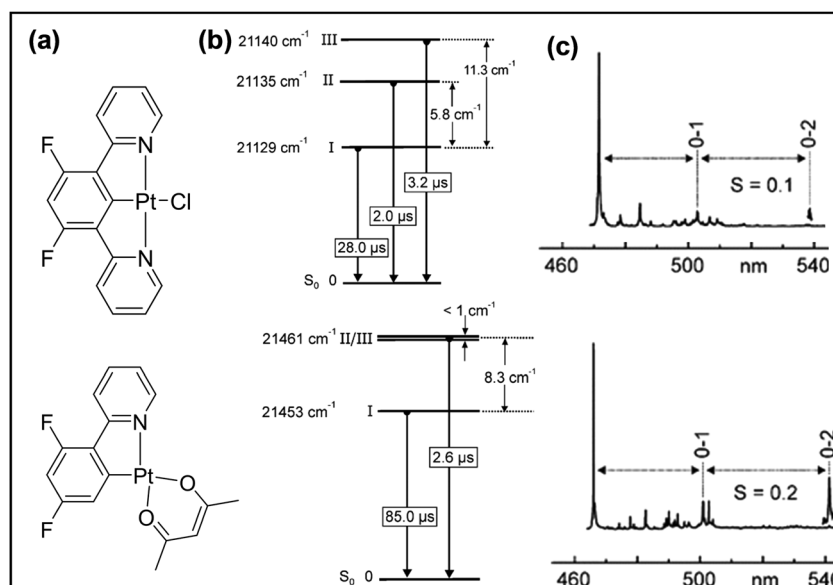 (a)
F
F
N
N
Pt
Cl
F
F
N
Pt
O
O
(b)
21140 cm⁻¹ III
21135 cm⁻¹ II
21129 cm⁻¹ I
11.3 cm⁻¹
5.8 cm⁻¹
3.2 µs
2.0 µs
28.0 µs
S₀ 0
< 1 cm⁻¹
21461 cm⁻¹ II/III
8.3 cm⁻¹
21453 cm⁻¹ I
2.6 µs
85.0 µs
S₀ 0
(c)
0-1
0-2
S = 0.1
460 500 nm 540
0-1
0-2
S = 0.2
460 500 nm 540